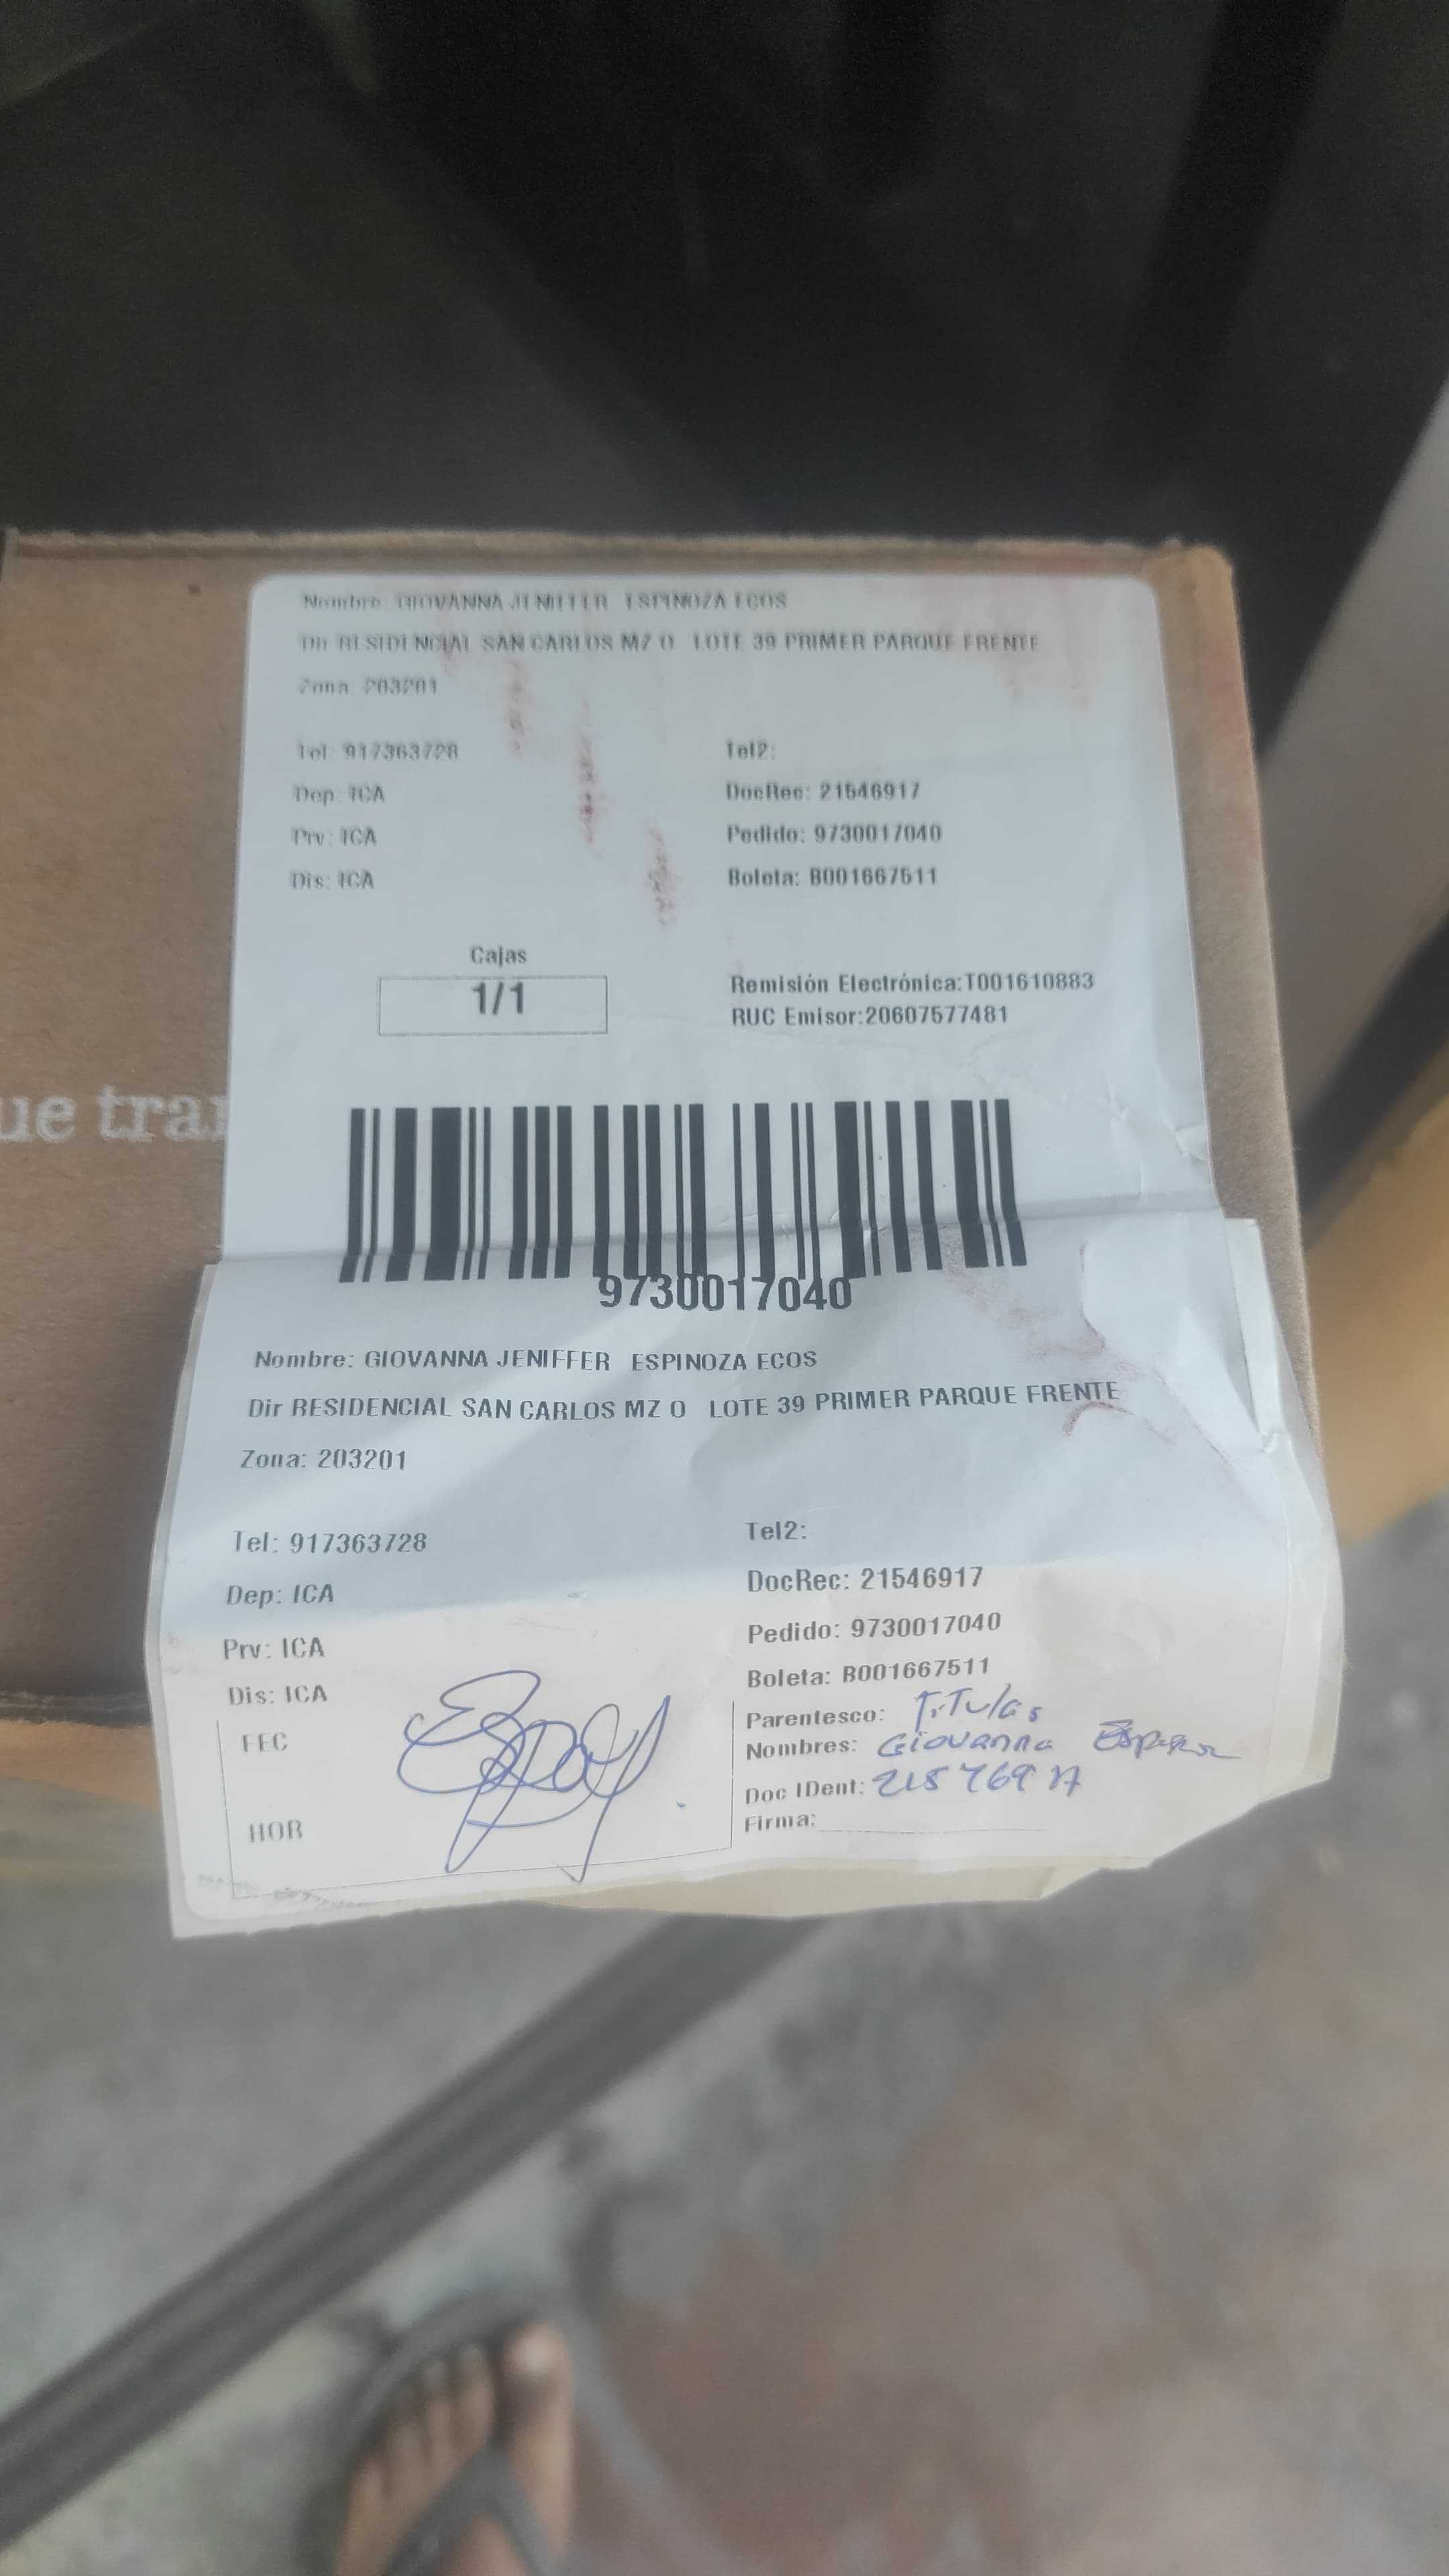 Nombre: GIOVANNA JENIFFER ESPINOZA ECOS
Dir RESIDENCIAL SAN CARLOS MZ O LOTE 39 PRIMER PARQUE FRENTE
Zona: 203201
Tel: 917363728 Tel2:
Dep: ICA DocRec: 21546917
Prv: ICA Pedido: 9730017040
Dis: ICA Boleta: B001667511
Cajas
1/1
Remisión Electrónica:T001610883
RUC Emisor:20607577481
ue tra
9730017040
Nombre: GIOVANNA JENIFFER ESPINOZA ECOS
Dir RESIDENCIAL SAN CARLOS MZ O LOTE 39 PRIMER PARQUE FRENTE
Zona: 203201
Tel: 917363728 Tel2:
Dep: ICA DocRec: 21546917
Prv: ICA Pedido: 9730017040
Dis: ICA Boleta: B001667511
FEC Parentesco: Titular
Nombres: Giovanna
Doc IDent: 21546917
HOR Firma: